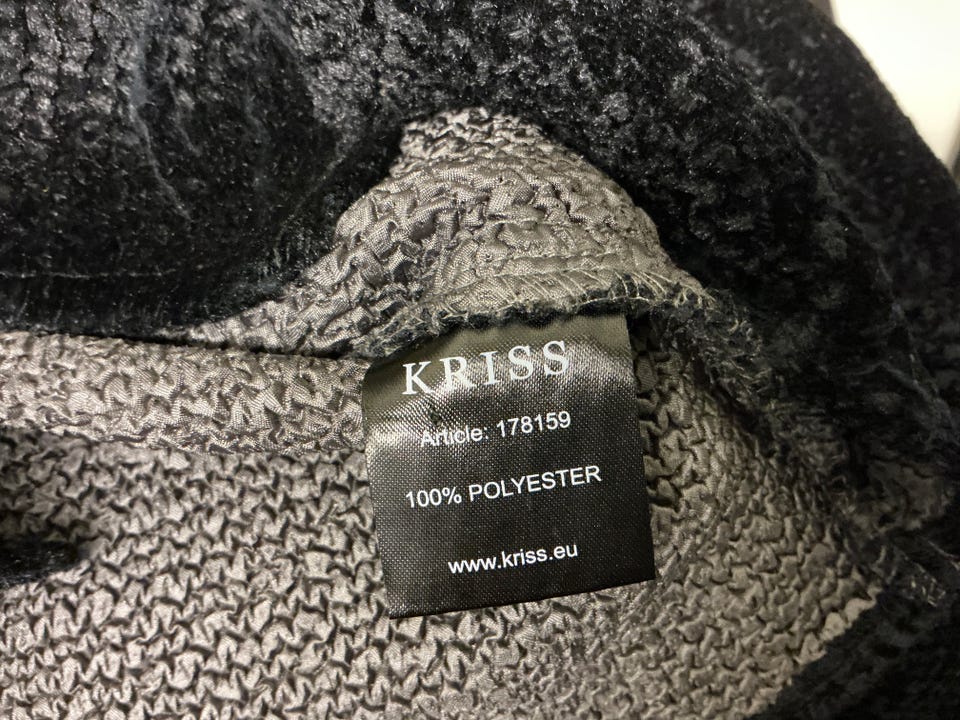 KRISS
Article: 178159
100% POLYESTER
www.kriss.eu